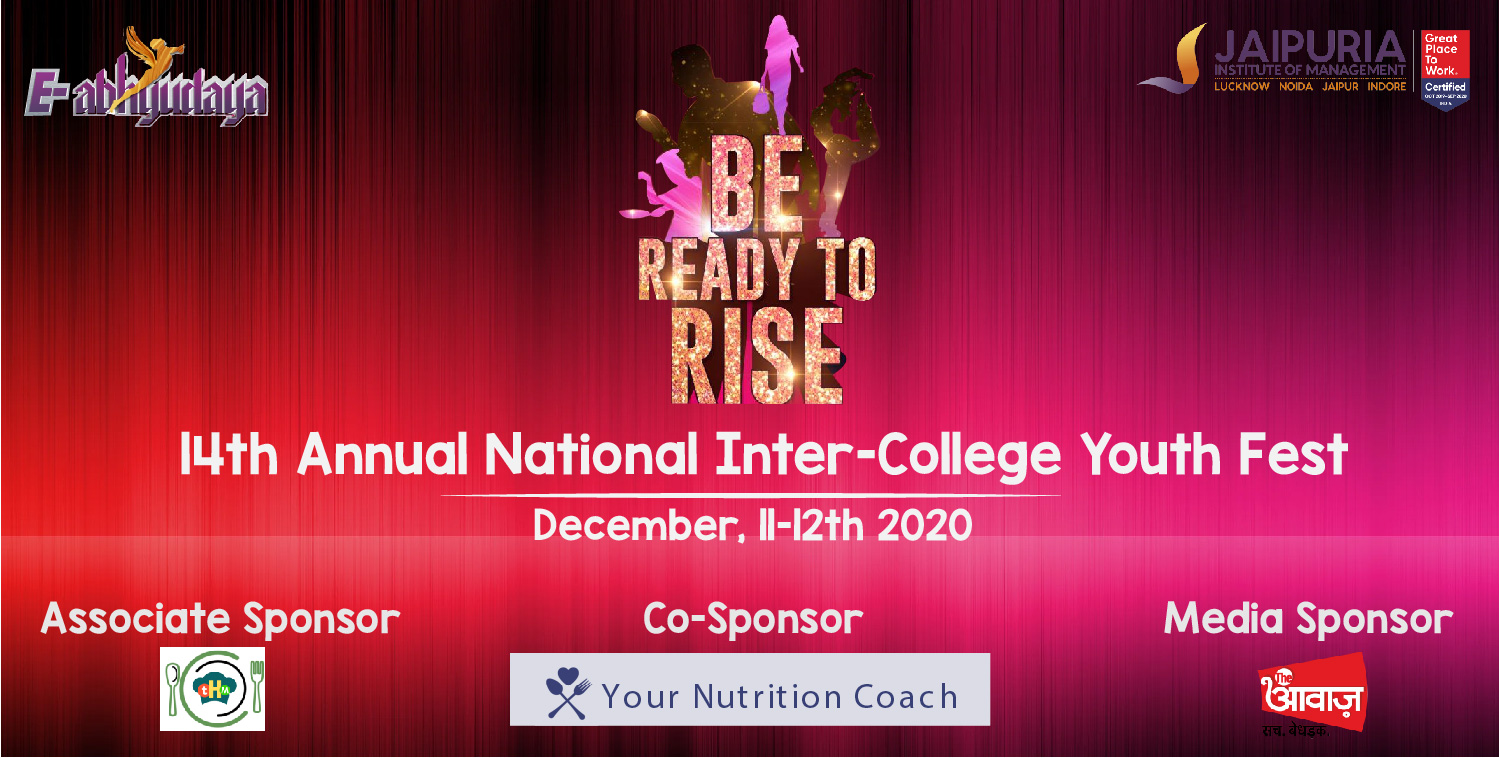 E-abhyudaya
JAIPURIA
INSTITUTE OF MANAGEMENT
LUCKNOW NOIDA JAIPUR INDORE
Great
Place
To
Work.
Certified
BE
READY TO
RISE
14th Annual National Inter-College Youth Fest
December, 11-12th 2020
Associate Sponsor
Co-Sponsor
Media Sponsor
tHM
Your Nutrition Coach
The
आवाज़
सच. बेधड़क.